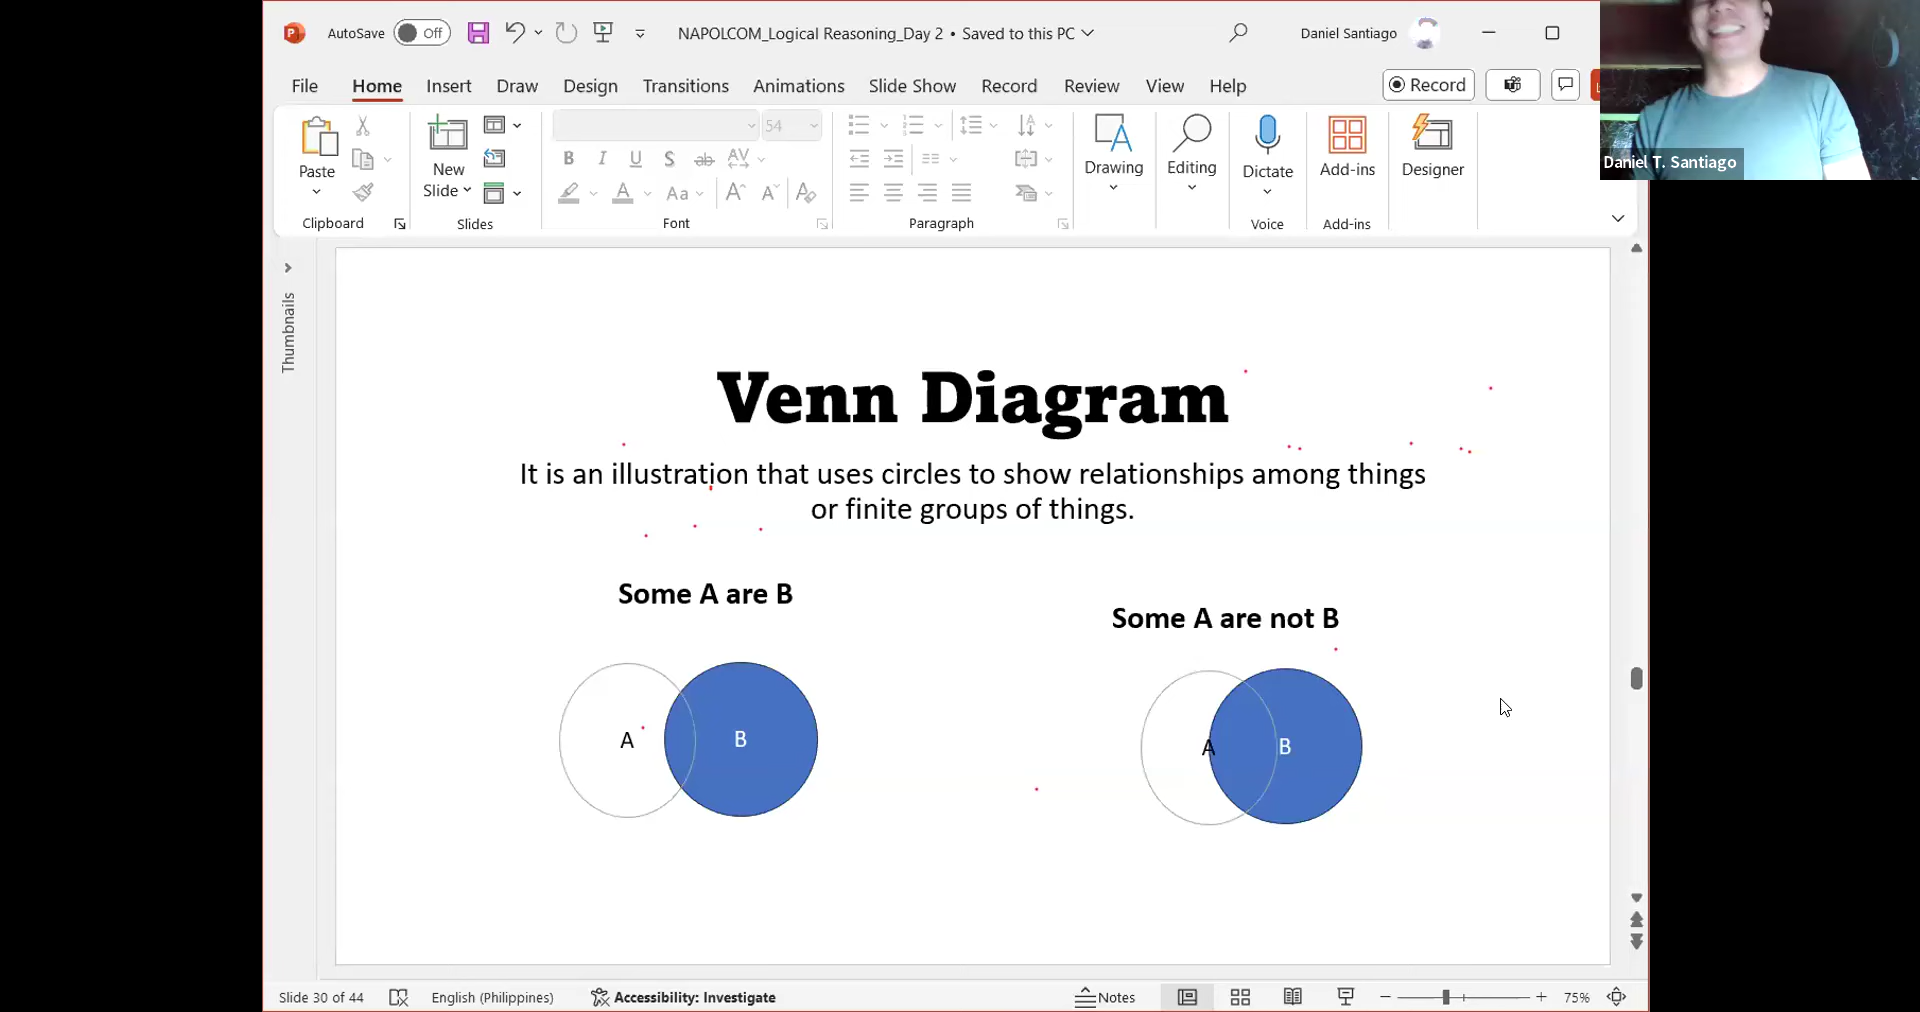 AutoSave Off NAPOLCOM_Logical Reasoning_Day 2 • Saved to this PC Daniel Santiago
File Home Insert Draw Design Transitions Animations Slide Show Record Review View Help Record
Paste
New
Slide
54
B I U S ab AV
A Aa A A A
Drawing
Editing
Dictate
Add-ins
Designer
Clipboard Slides Font Paragraph Voice Add-ins
Daniel T. Santiago
Thumbnails
Venn Diagram
It is an illustration that uses circles to show relationships among things
or finite groups of things.
Some A are B
Some A are not B
A B
A B
Slide 30 of 44 English (Philippines) Accessibility: Investigate Notes 75%